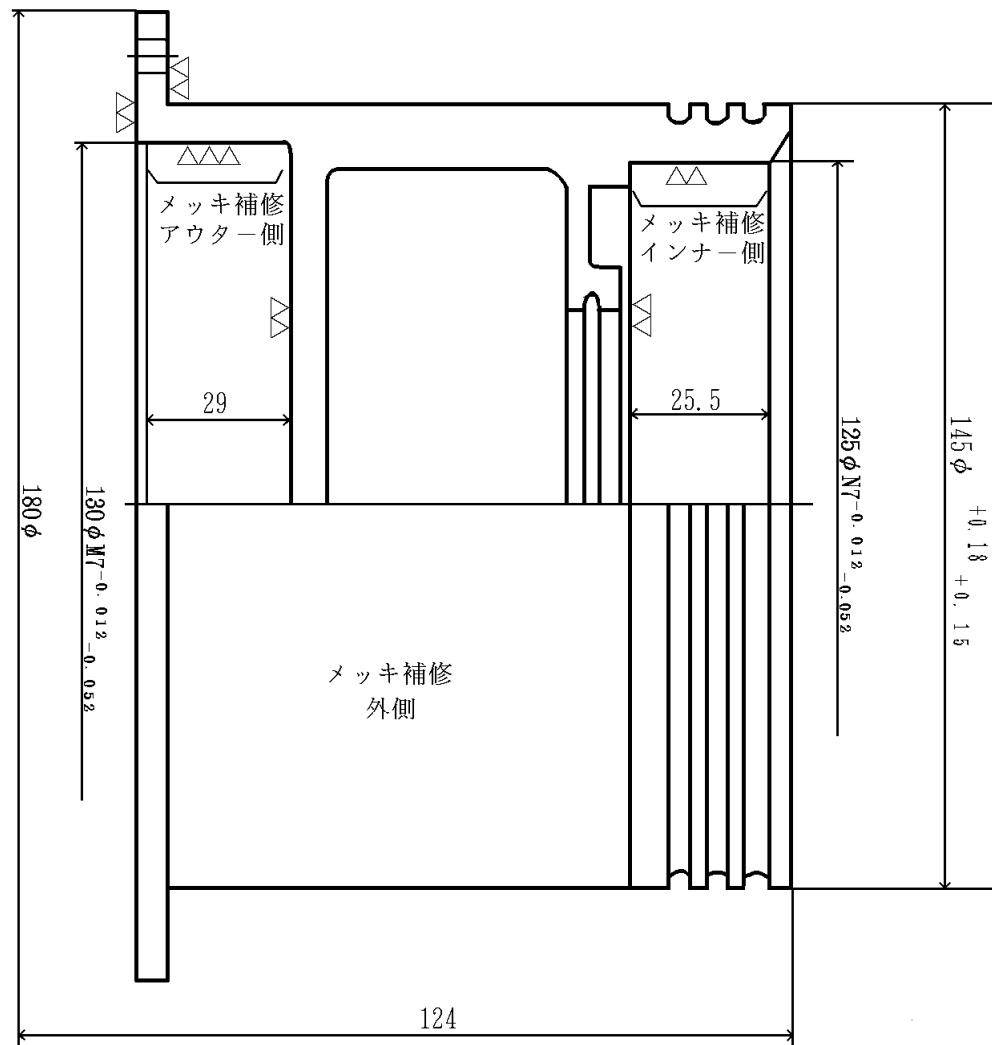 メッキ補修
アウター側
メッキ補修
インナー側
29
25.5
180φ
130φM7-0.012 -0.052
125φN7-0.012 -0.052
145φ +0.18 +0.15
メッキ補修
外側
124